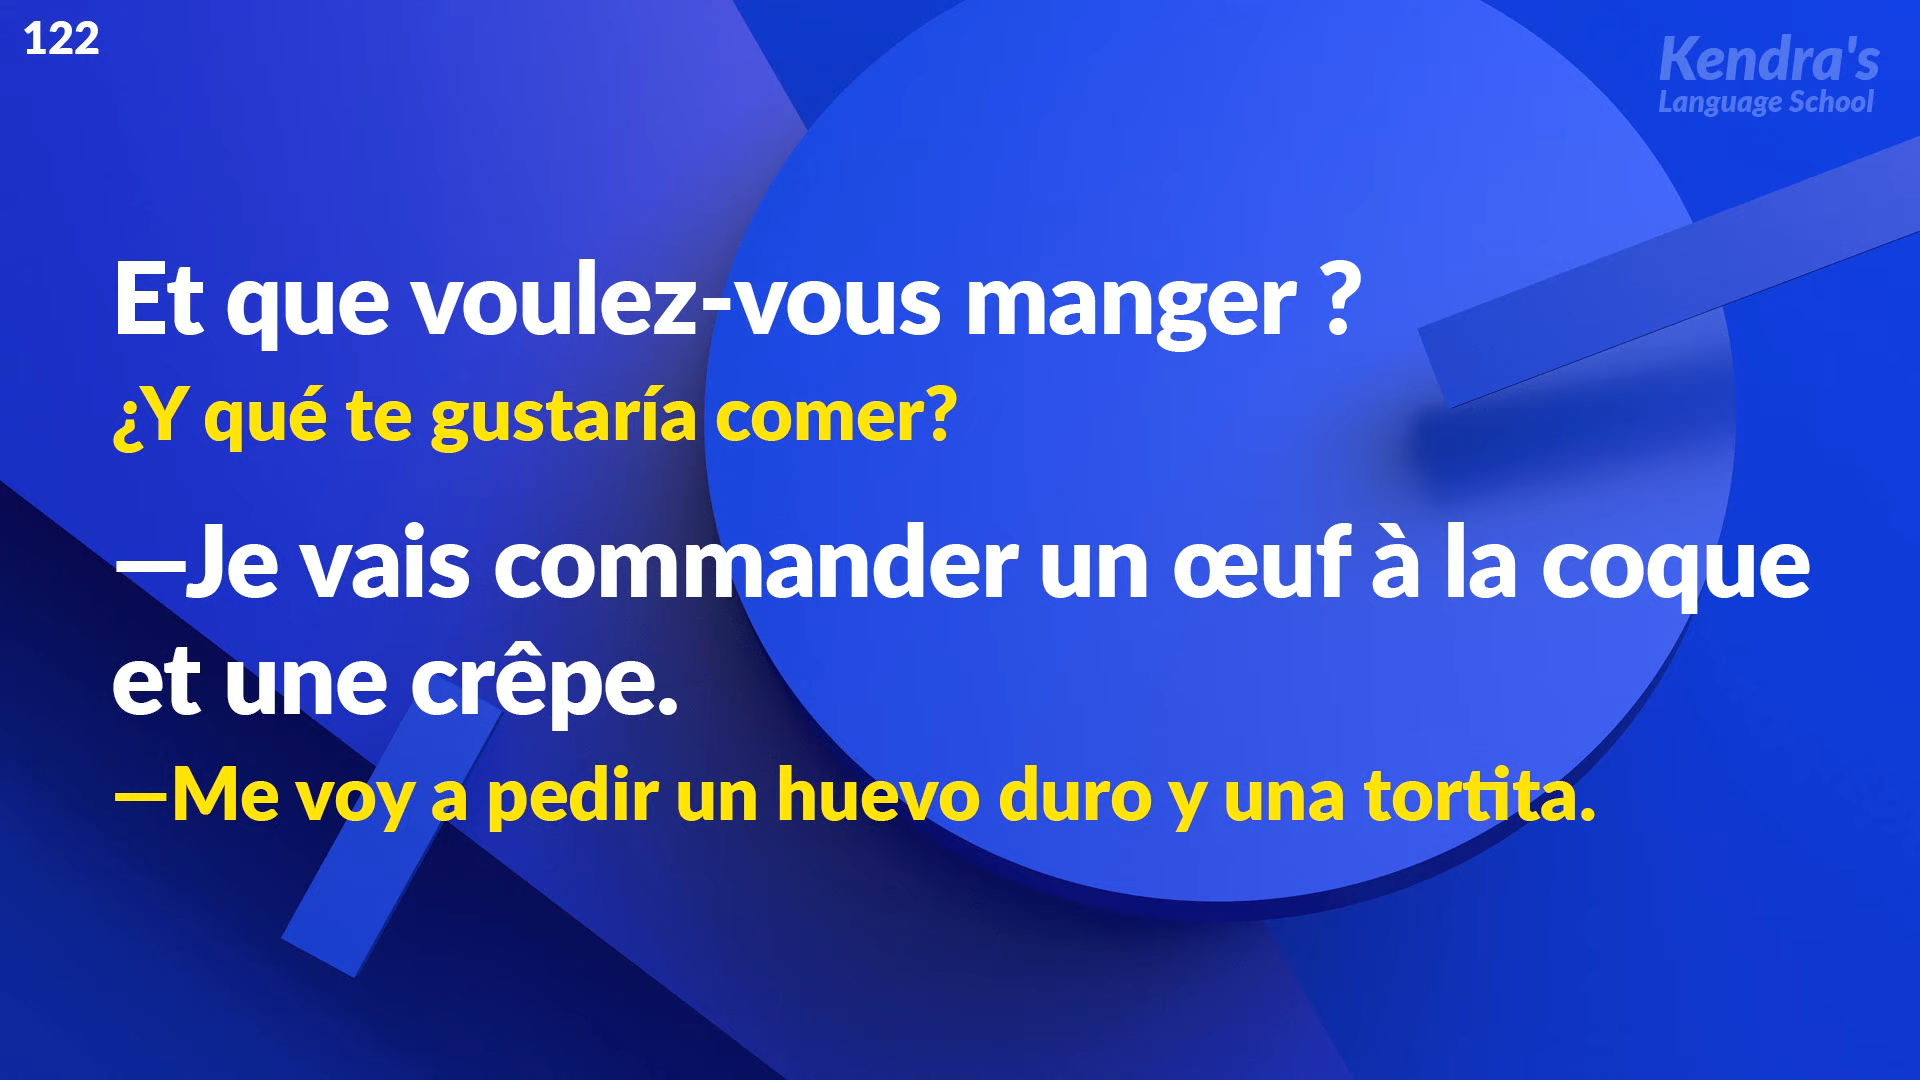 122
Kendra's
Language School
Et que voulez-vous manger ?
¿Y qué te gustaría comer?
—Je vais commander un œuf à la coque
et une crêpe.
—Me voy a pedir un huevo duro y una tortita.